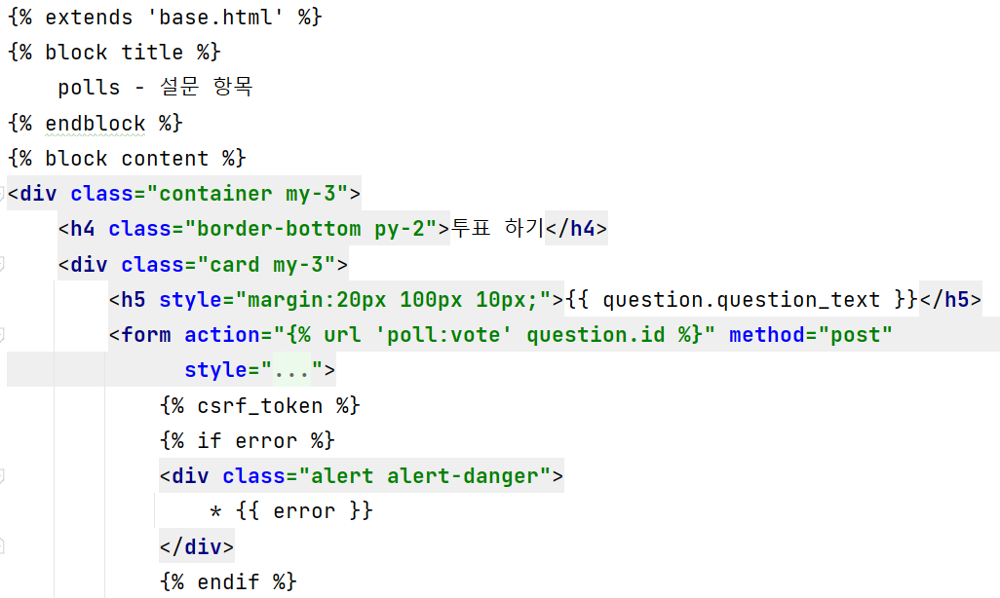 {% extends 'base.html' %}
{% block title %}
    polls - 설문 항목
{% endblock %}
{% block content %}
<div class="container my-3">
    <h4 class="border-bottom py-2">투표 하기</h4>
    <div class="card my-3">
        <h5 style="margin:20px 100px 10px;">{{ question.question_text }}</h5>
        <form action="{% url 'poll:vote' question.id %}" method="post"
              style="...">
            {% csrf_token %}
            {% if error %}
            <div class="alert alert-danger">
                * {{ error }}
            </div>
            {% endif %}